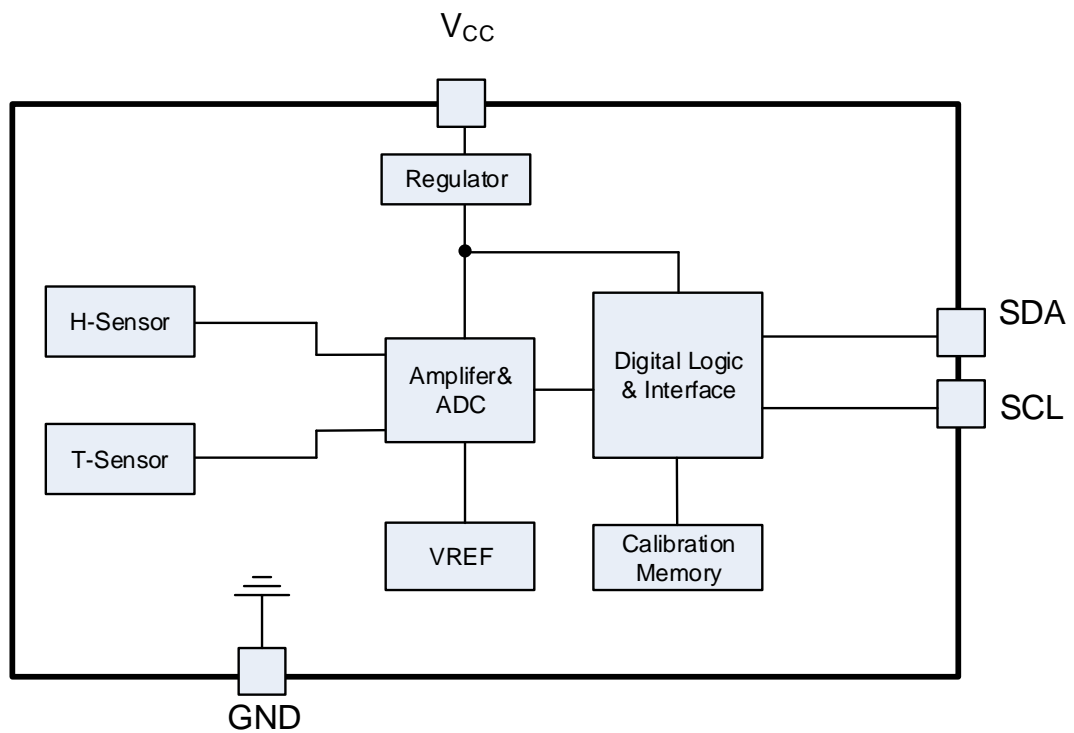 VCC
Regulator
H-Sensor
SDA
Digital Logic
& Interface
Amplifer&
ADC
SCL
T-Sensor
VREF
Calibration
Memory
GND